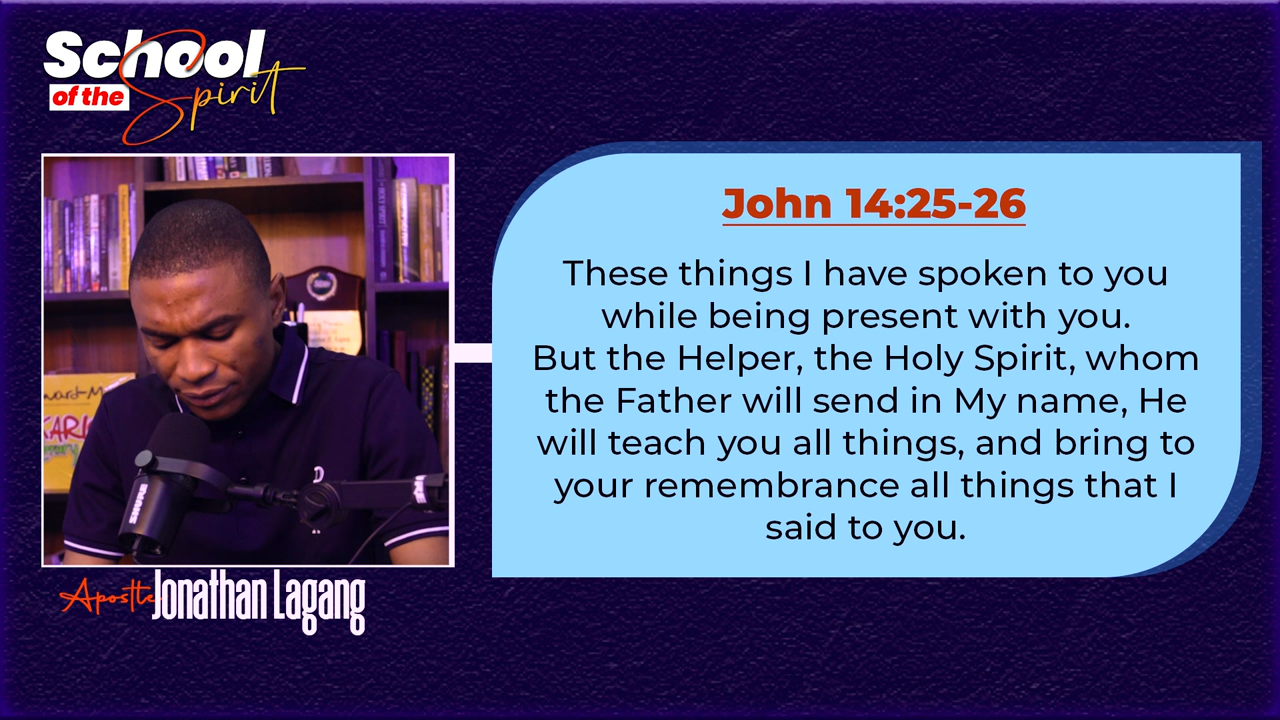 School
of the Spirit
John 14:25-26
These things I have spoken to you
while being present with you.
But the Helper, the Holy Spirit, whom
the Father will send in My name, He
will teach you all things, and bring to
your remembrance all things that I
said to you.
SHURE
Apostle Jonathan Lagang